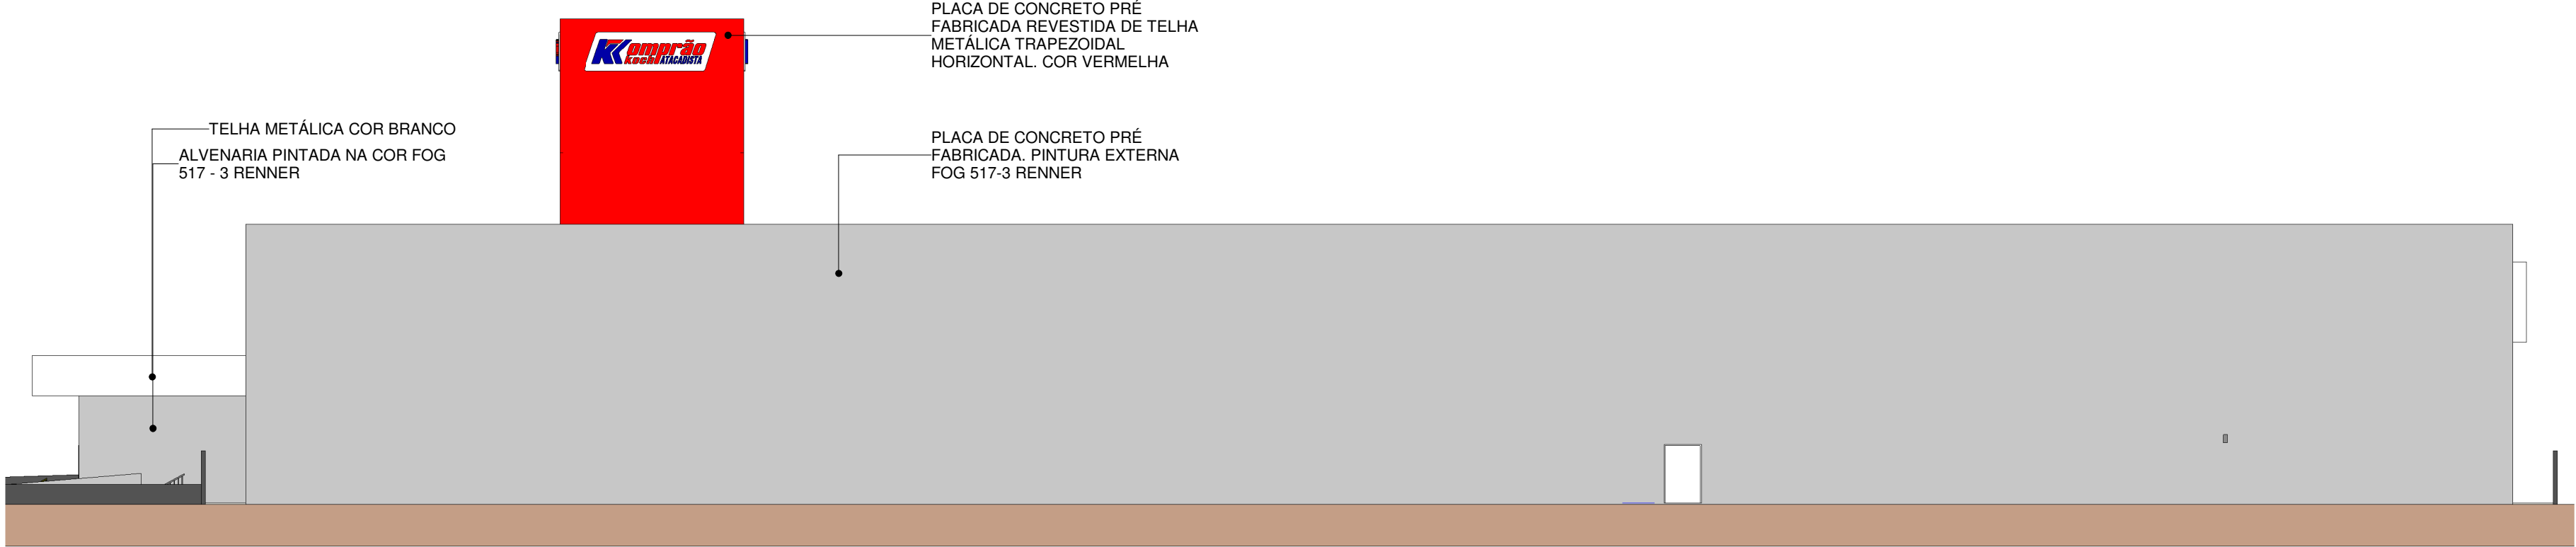 PLACA DE CONCRETO PRÉ
FABRICADA REVESTIDA DE TELHA
METÁLICA TRAPEZOIDAL
HORIZONTAL. COR VERMELHA
Komprão
koch ATACADISTA
TELHA METÁLICA COR BRANCO
ALVENARIA PINTADA NA COR FOG
517 - 3 RENNER
PLACA DE CONCRETO PRÉ
FABRICADA. PINTURA EXTERNA
FOG 517-3 RENNER